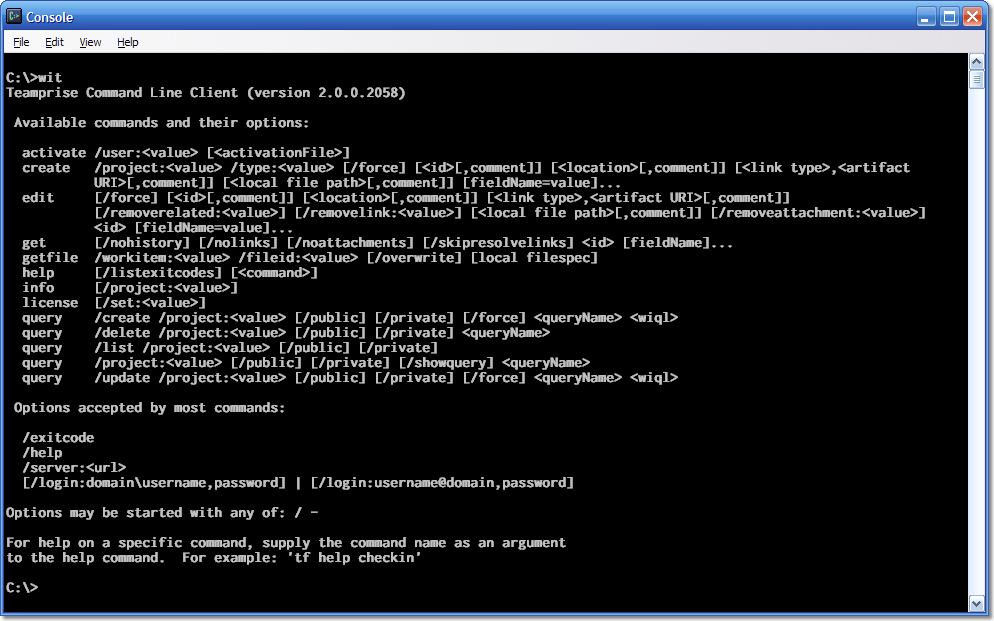 Console
File Edit View Help
C:\>wit
Teamprise Command Line Client (version 2.0.0.2058)
Available commands and their options:
activate /user:<value> [<activationFile>]
create /project:<value> /type:<value> [/force] [<id>[,comment]] [<location>[,comment]] [<link type>,<artifact
URI>[,comment]] [<local file path>[,comment]] [fieldName=value]...
edit [/force] [<id>[,comment]] [<location>[,comment]] [<link type>,<artifact URI>[,comment]]
[/removerelated:<value>] [/removelink:<value>] [<local file path>[,comment]] [/removeattachment:<value>]
<id> [fieldName=value]...
get [/nohistory] [/nolinks] [/noattachments] [/skipresolvelinks] <id> [fieldName]...
getfile /workitem:<value> /fileid:<value> [/overwrite] [local filespec]
help [/listexitcodes] [<command>]
info [/project:<value>]
license [/set:<value>]
query /create /project:<value> [/public] [/private] [/force] <queryName> <wiql>
query /delete /project:<value> [/public] [/private] <queryName>
query /list /project:<value> [/public] [/private]
query /project:<value> [/public] [/private] [/showquery] <queryName>
query /update /project:<value> [/public] [/private] [/force] <queryName> <wiql>
Options accepted by most commands:
/exitcode
/help
/server:<url>
[/login:domain\username,password] | [/login:username@domain,password]
Options may be started with any of: / -
For help on a specific command, supply the command name as an argument
to the help command.  For example: 'tf help checkin'
C:\>